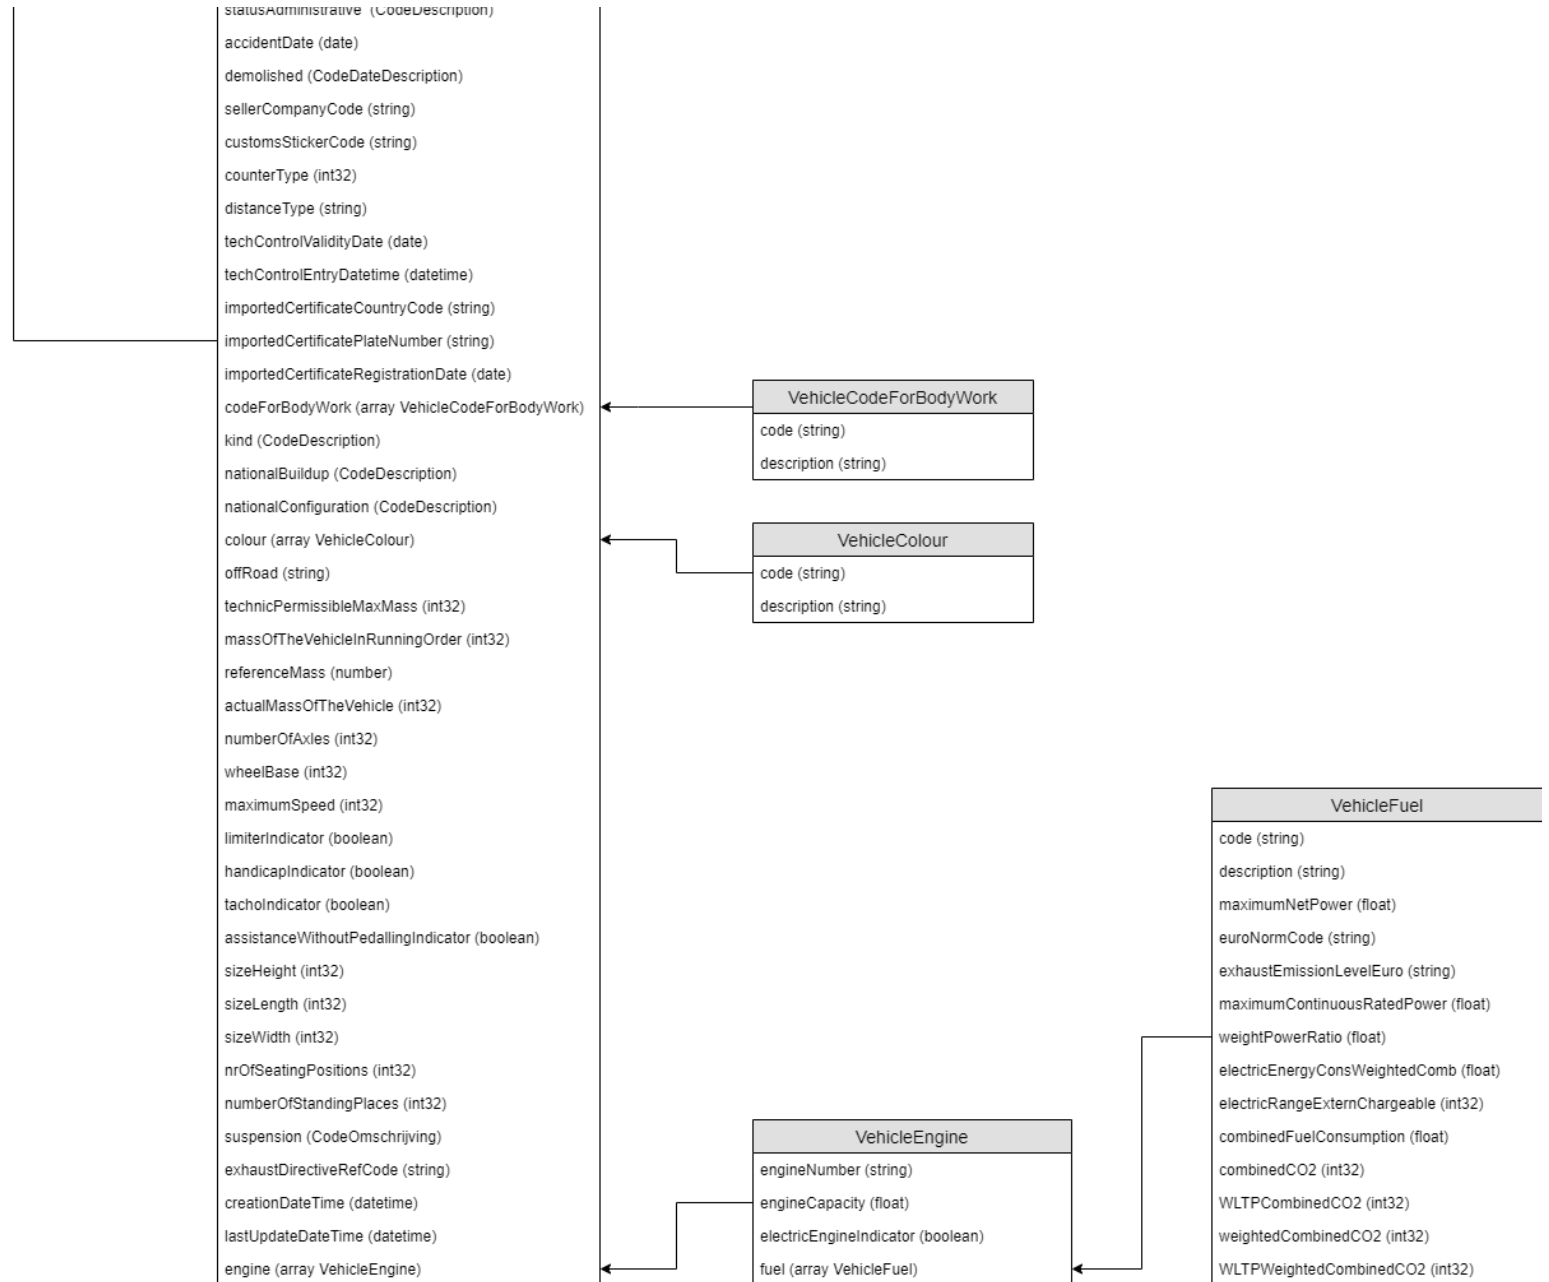 statusAdministrative (CodeDescription)
accidentDate (date)
demolished (CodeDateDescription)
sellerCompanyCode (string)
customsStickerCode (string)
counterType (int32)
distanceType (string)
techControlValidityDate (date)
techControlEntryDatetime (datetime)
importedCertificateCountryCode (string)
importedCertificatePlateNumber (string)
importedCertificateRegistrationDate (date)
codeForBodyWork (array VehicleCodeForBodyWork)
kind (CodeDescription)
nationalBuildup (CodeDescription)
nationalConfiguration (CodeDescription)
colour (array VehicleColour)
offRoad (string)
technicPermissibleMaxMass (int32)
massOfTheVehicleInRunningOrder (int32)
referenceMass (number)
actualMassOfTheVehicle (int32)
numberOfAxles (int32)
wheelBase (int32)
maximumSpeed (int32)
limiterIndicator (boolean)
handicapIndicator (boolean)
tachoIndicator (boolean)
assistanceWithoutPedallingIndicator (boolean)
sizeHeight (int32)
sizeLength (int32)
sizeWidth (int32)
nrOfSeatingPositions (int32)
numberOfStandingPlaces (int32)
suspension (CodeOmschrijving)
exhaustDirectiveRefCode (string)
creationDateTime (datetime)
lastUpdateDateTime (datetime)
engine (array VehicleEngine)
VehicleCodeForBodyWork
code (string)
description (string)
VehicleColour
code (string)
description (string)
VehicleEngine
engineNumber (string)
engineCapacity (float)
electricEngineIndicator (boolean)
fuel (array VehicleFuel)
VehicleFuel
code (string)
description (string)
maximumNetPower (float)
euroNormCode (string)
exhaustEmissionLevelEuro (string)
maximumContinuousRatedPower (float)
weightPowerRatio (float)
electricEnergyConsWeightedComb (float)
electricRangeExternChargeable (int32)
combinedFuelConsumption (float)
combinedCO2 (int32)
WLTPCombinedCO2 (int32)
weightedCombinedCO2 (int32)
WLTPWeightedCombinedCO2 (int32)